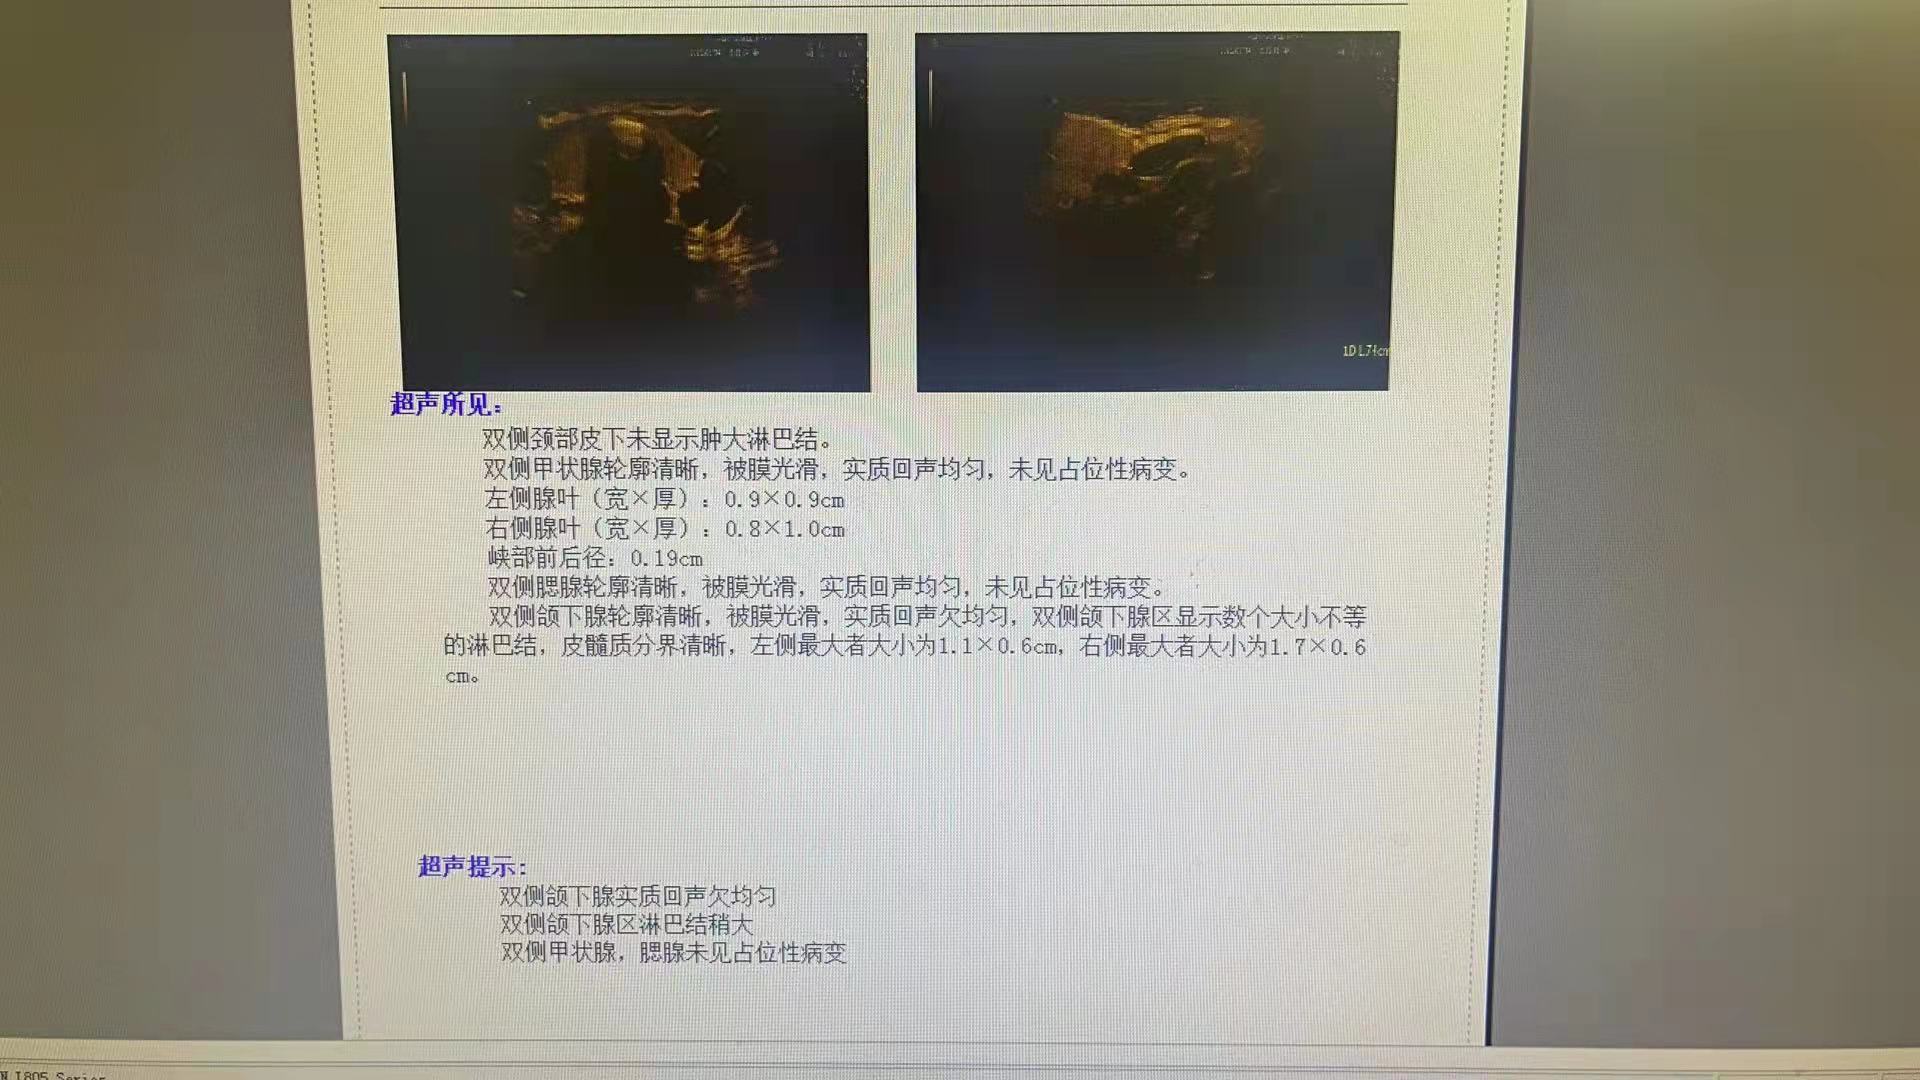 1D 1.74cm
超声所见：
双侧颈部皮下未显示肿大淋巴结。
双侧甲状腺轮廓清晰，被膜光滑，实质回声均匀，未见占位性病变。
左侧腺叶（宽×厚）：0.9×0.9cm
右侧腺叶（宽×厚）：0.8×1.0cm
峡部前后径：0.19cm
双侧腮腺轮廓清晰，被膜光滑，实质回声均匀，未见占位性病变。
双侧颌下腺轮廓清晰，被膜光滑，实质回声欠均匀，双侧颌下腺区显示数个大小不等
的淋巴结，皮髓质分界清晰，左侧最大者大小为1.1×0.6cm，右侧最大者大小为1.7×0.6
cm。
超声提示：
双侧颌下腺实质回声欠均匀
双侧颌下腺区淋巴结稍大
双侧甲状腺，腮腺未见占位性病变